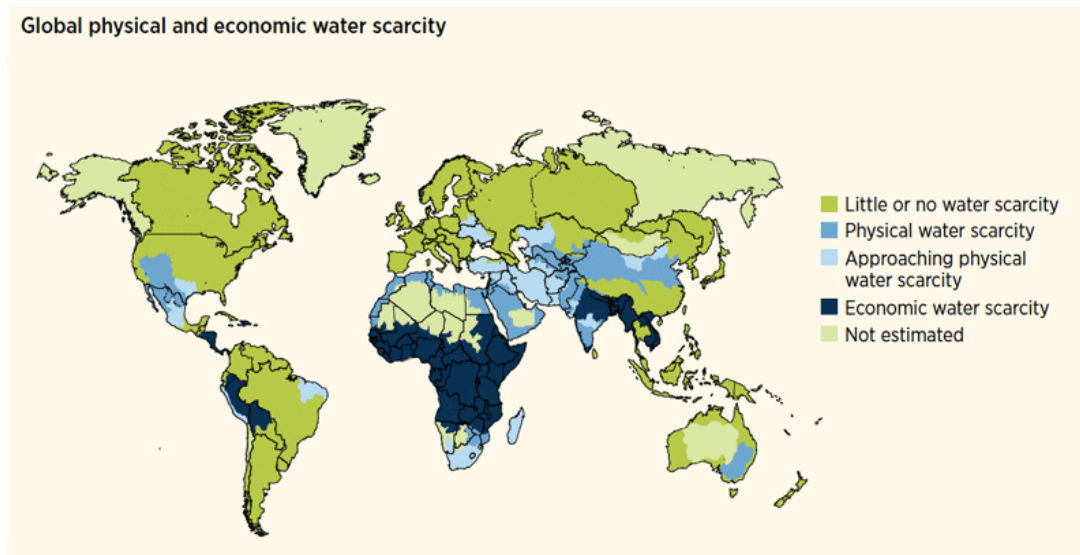 Global physical and economic water scarcity
Little or no water scarcity
Physical water scarcity
Approaching physical
water scarcity
Economic water scarcity
Not estimated